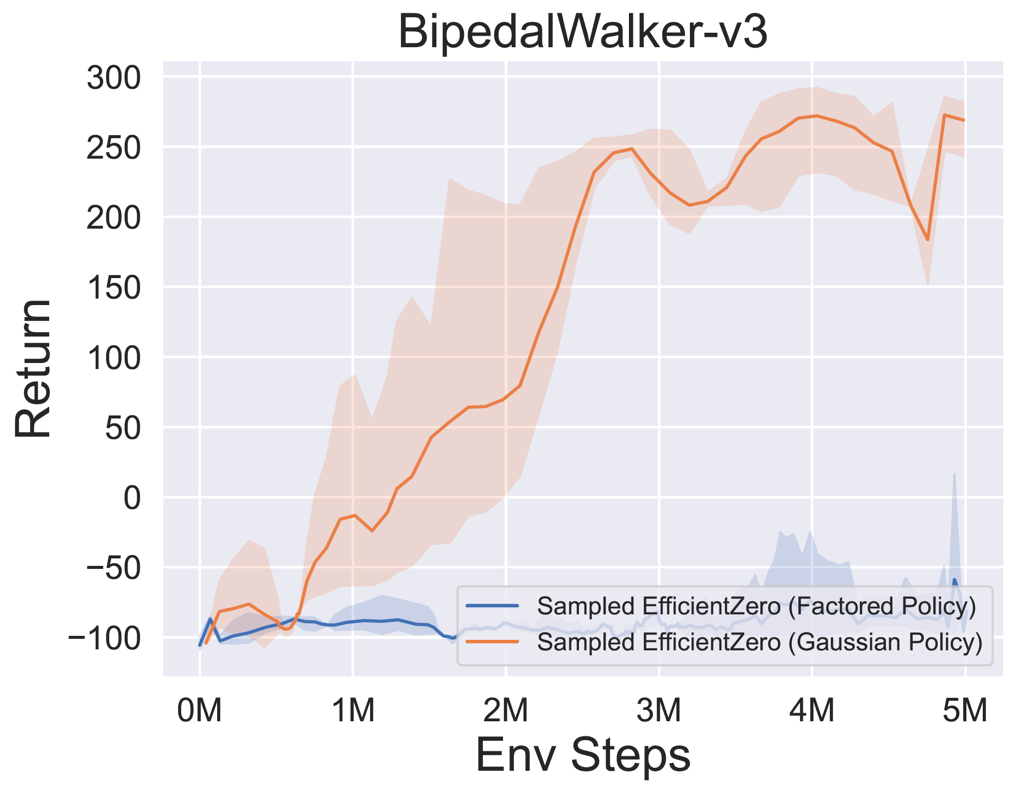 BipedalWalker-v3
300
250
200
150
100
50
0
−50
−100
Return
Sampled EfficientZero (Factored Policy)
Sampled EfficientZero (Gaussian Policy)
0M 1M 2M 3M 4M 5M
Env Steps